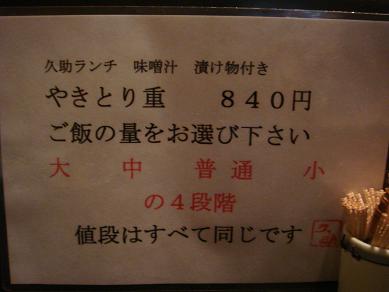 久助ランチ　味噌汁　漬け物付き
やきとり重　８４０円
ご飯の量をお選び下さい
大　中　普通　小
の４段階
値段はすべて同じです